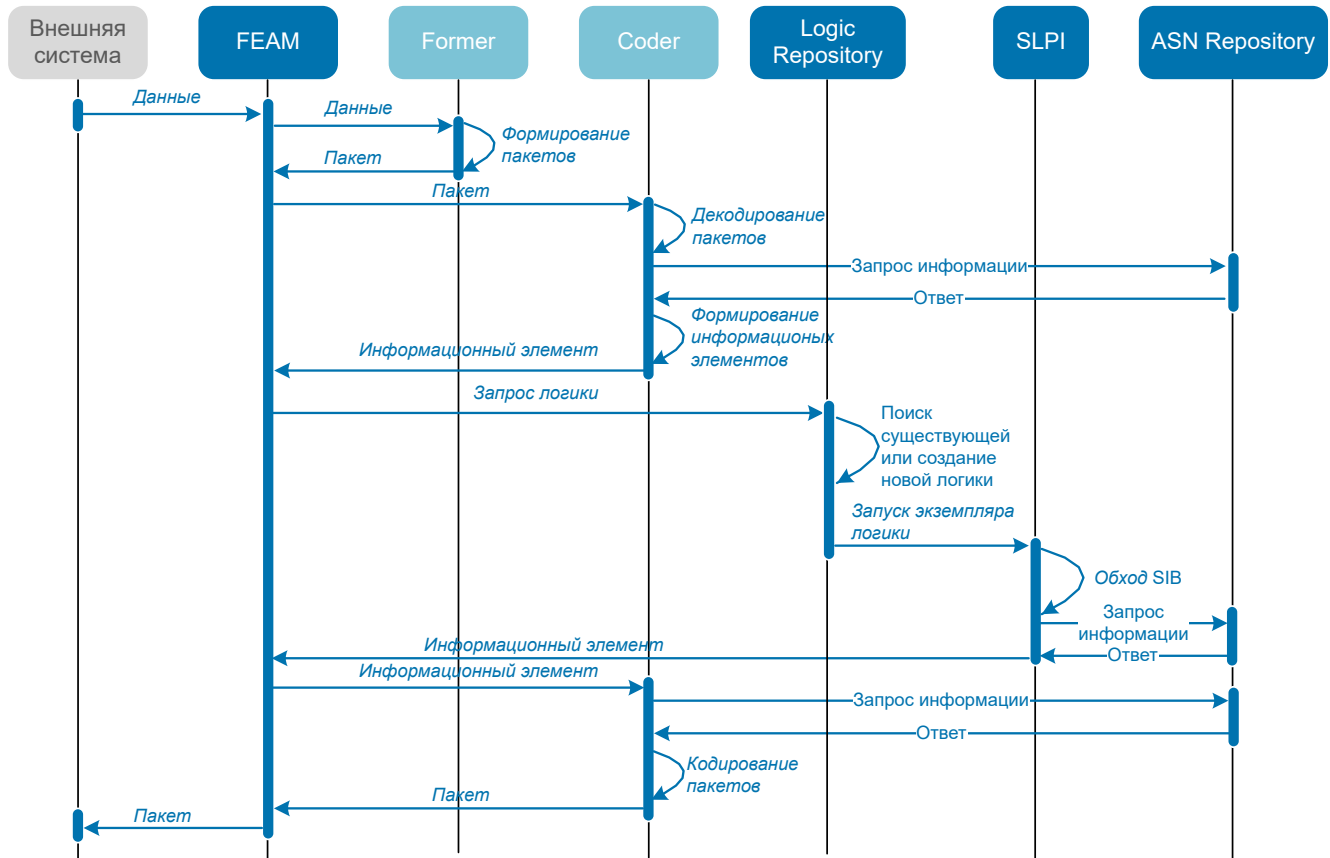 Внешняя
система
FEAM
Former
Coder
Logic
Repository
SLPI
ASN Repository
Данные
Данные
Формирование
пакетов
Пакет
Пакет
Декодирование
пакетов
Запрос информации
Ответ
Формирование
информационых
элементов
Информационный элемент
Запрос логики
Поиск
существующей
или создание
новой логики
Запуск экземпляра
логики
Обход SIB
Запрос
информации
Ответ
Информационный элемент
Информационный элемент
Запрос информации
Ответ
Кодирование
пакетов
Пакет
Пакет